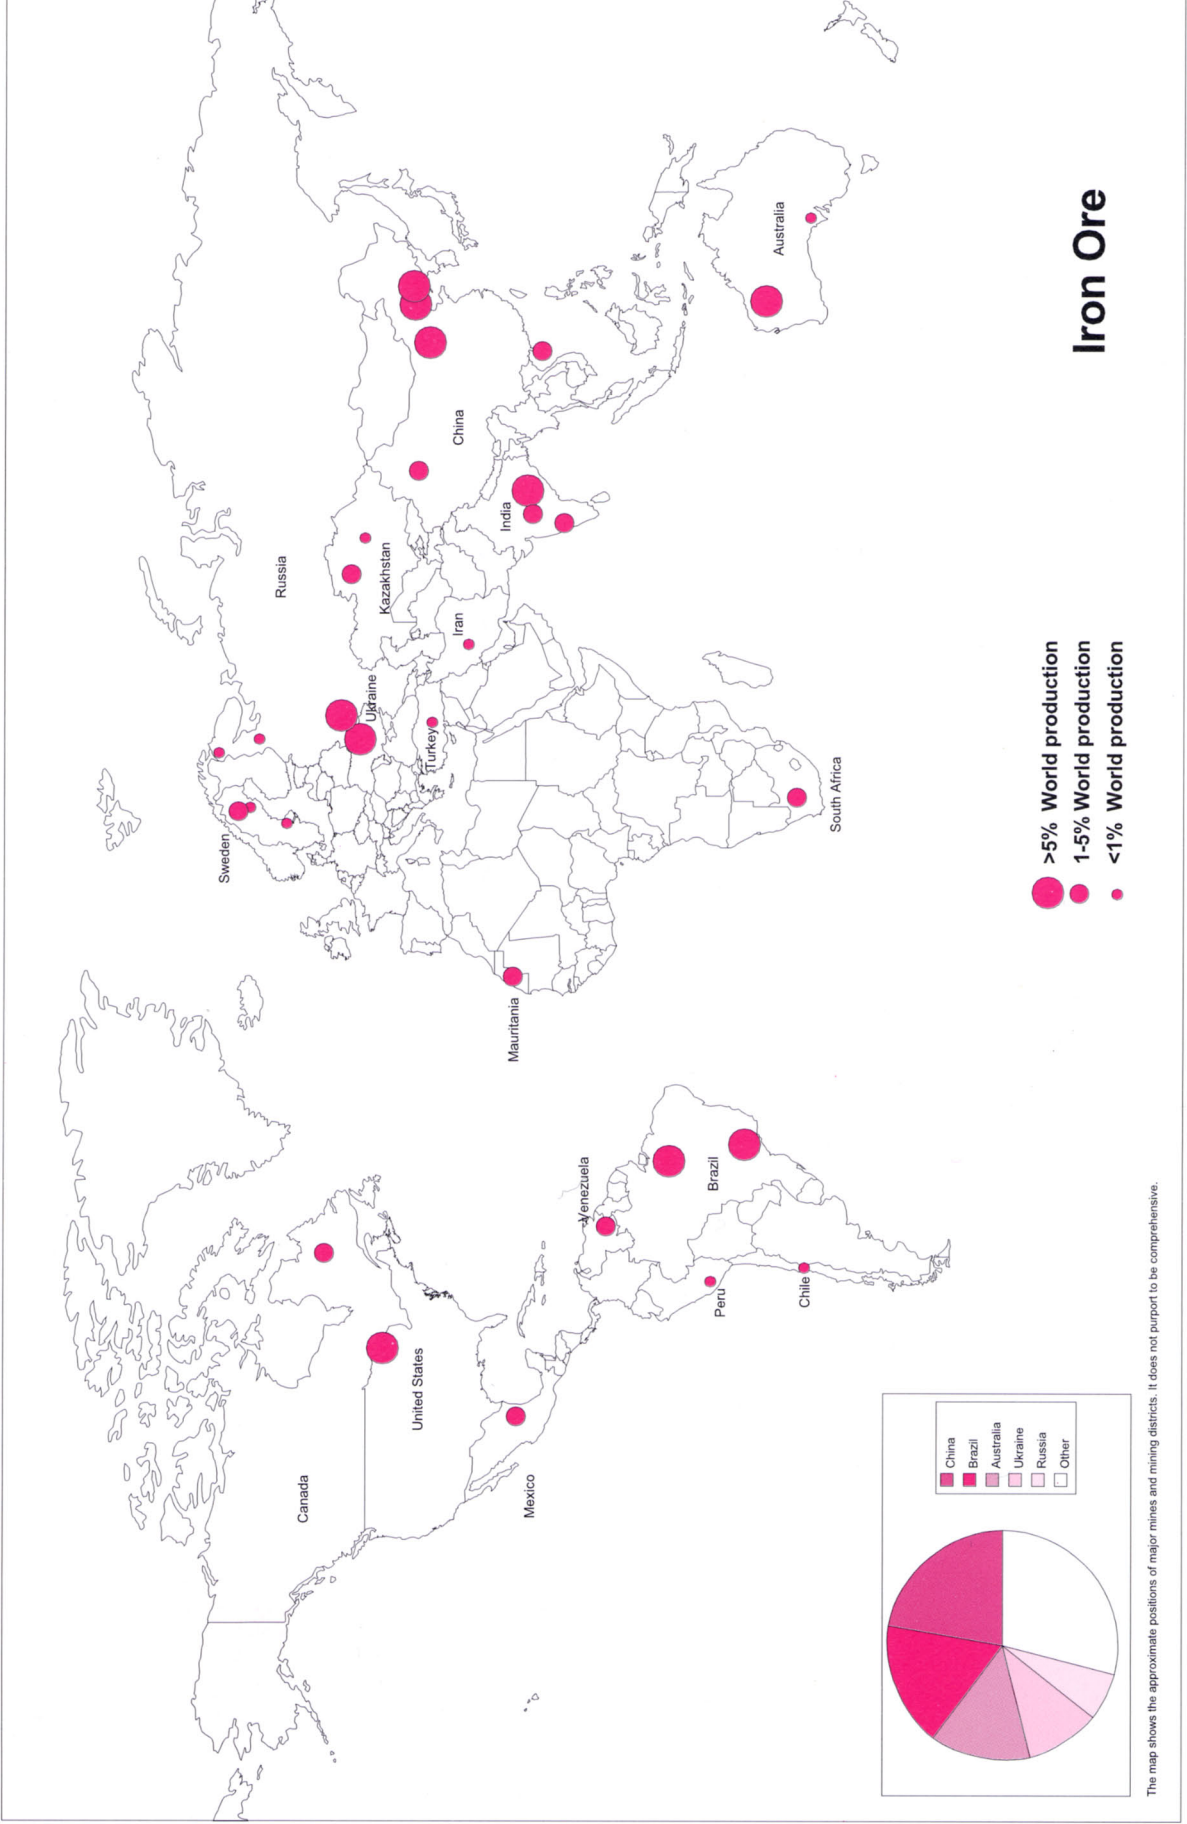 Canada
United States
Mexico
Venezuela
Brazil
Peru
Chile
Sweden
Mauritania
Russia
Ukraine
Turkey
Kazakhstan
Iran
India
China
South Africa
Australia
China
Brazil
Australia
Ukraine
Russia
Other
>5% World production
1-5% World production
<1% World production
Iron Ore
The map shows the approximate positions of major mines and mining districts. It does not purport to be comprehensive.